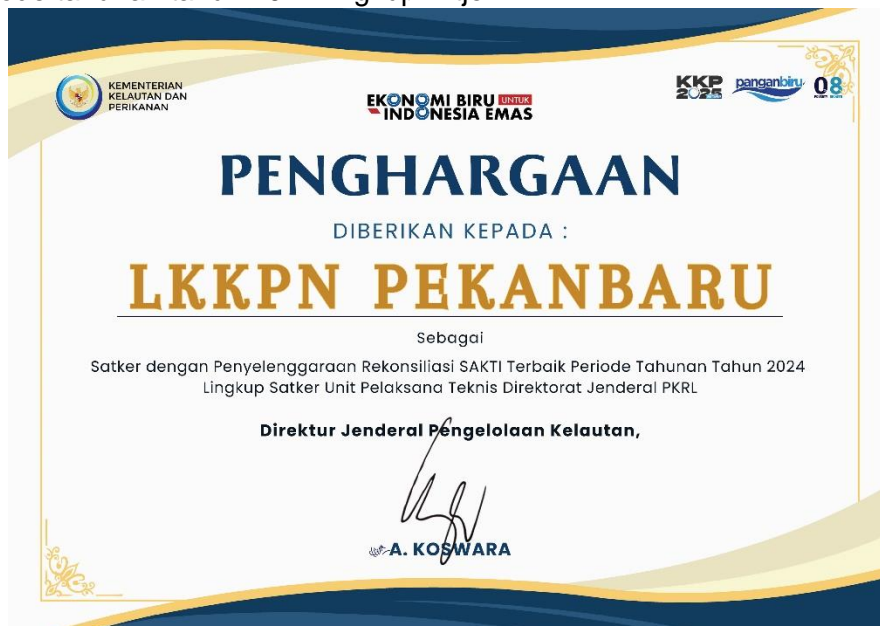 KEMENTERIAN
KELAUTAN DAN
PERIKANAN
EKONOMI BIRU UNTUK
INDONESIA EMAS
KKP
2025
panganbiru
08
PENGHARGAAN
DIBERIKAN KEPADA :
LKKPN PEKANBARU
Sebagai
Satker dengan Penyelenggaraan Rekonsiliasi SAKTI Terbaik Periode Tahunan Tahun 2024
Lingkup Satker Unit Pelaksana Teknis Direktorat Jenderal PKRL
Direktur Jenderal Pengelolaan Kelautan,
A. KOSWARA